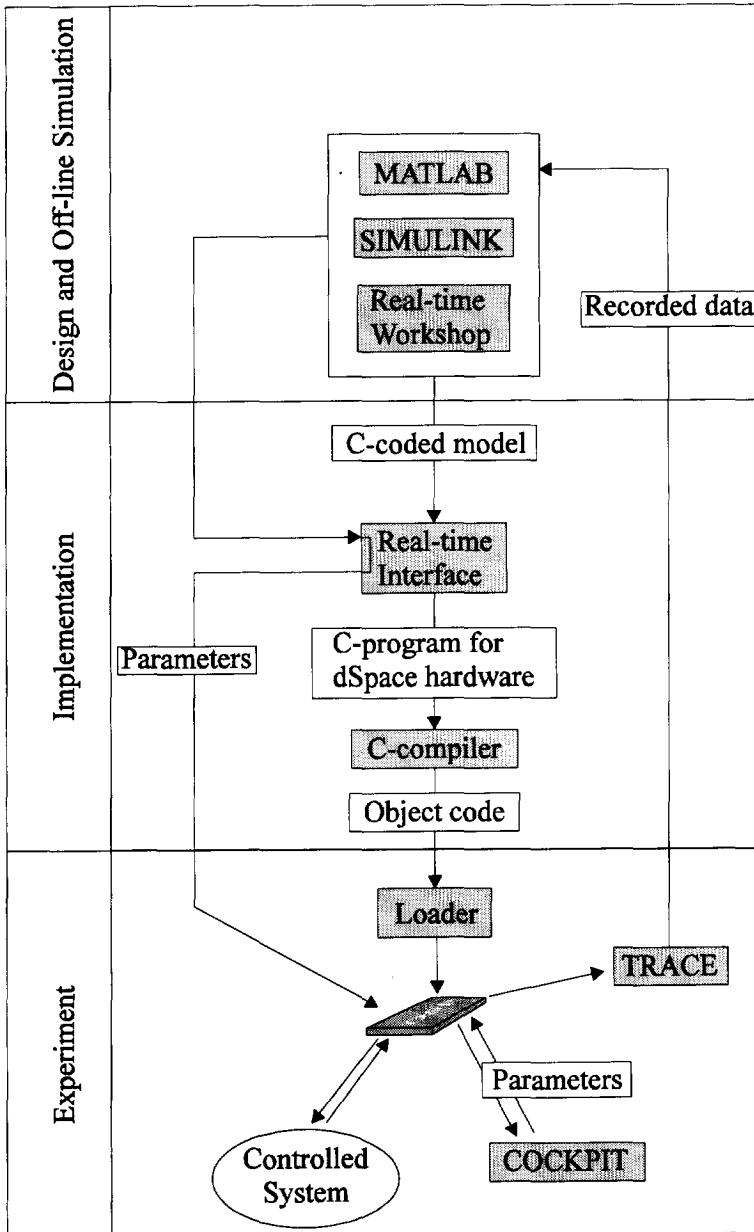 Design and Off-line Simulation
MATLAB
SIMULINK
Real-time
Workshop
Recorded data
Implementation
C-coded model
Real-time
Interface
Parameters
C-program for
dSpace hardware
C-compiler
Object code
Experiment
Loader
TRACE
Parameters
Controlled
System
COCKPIT